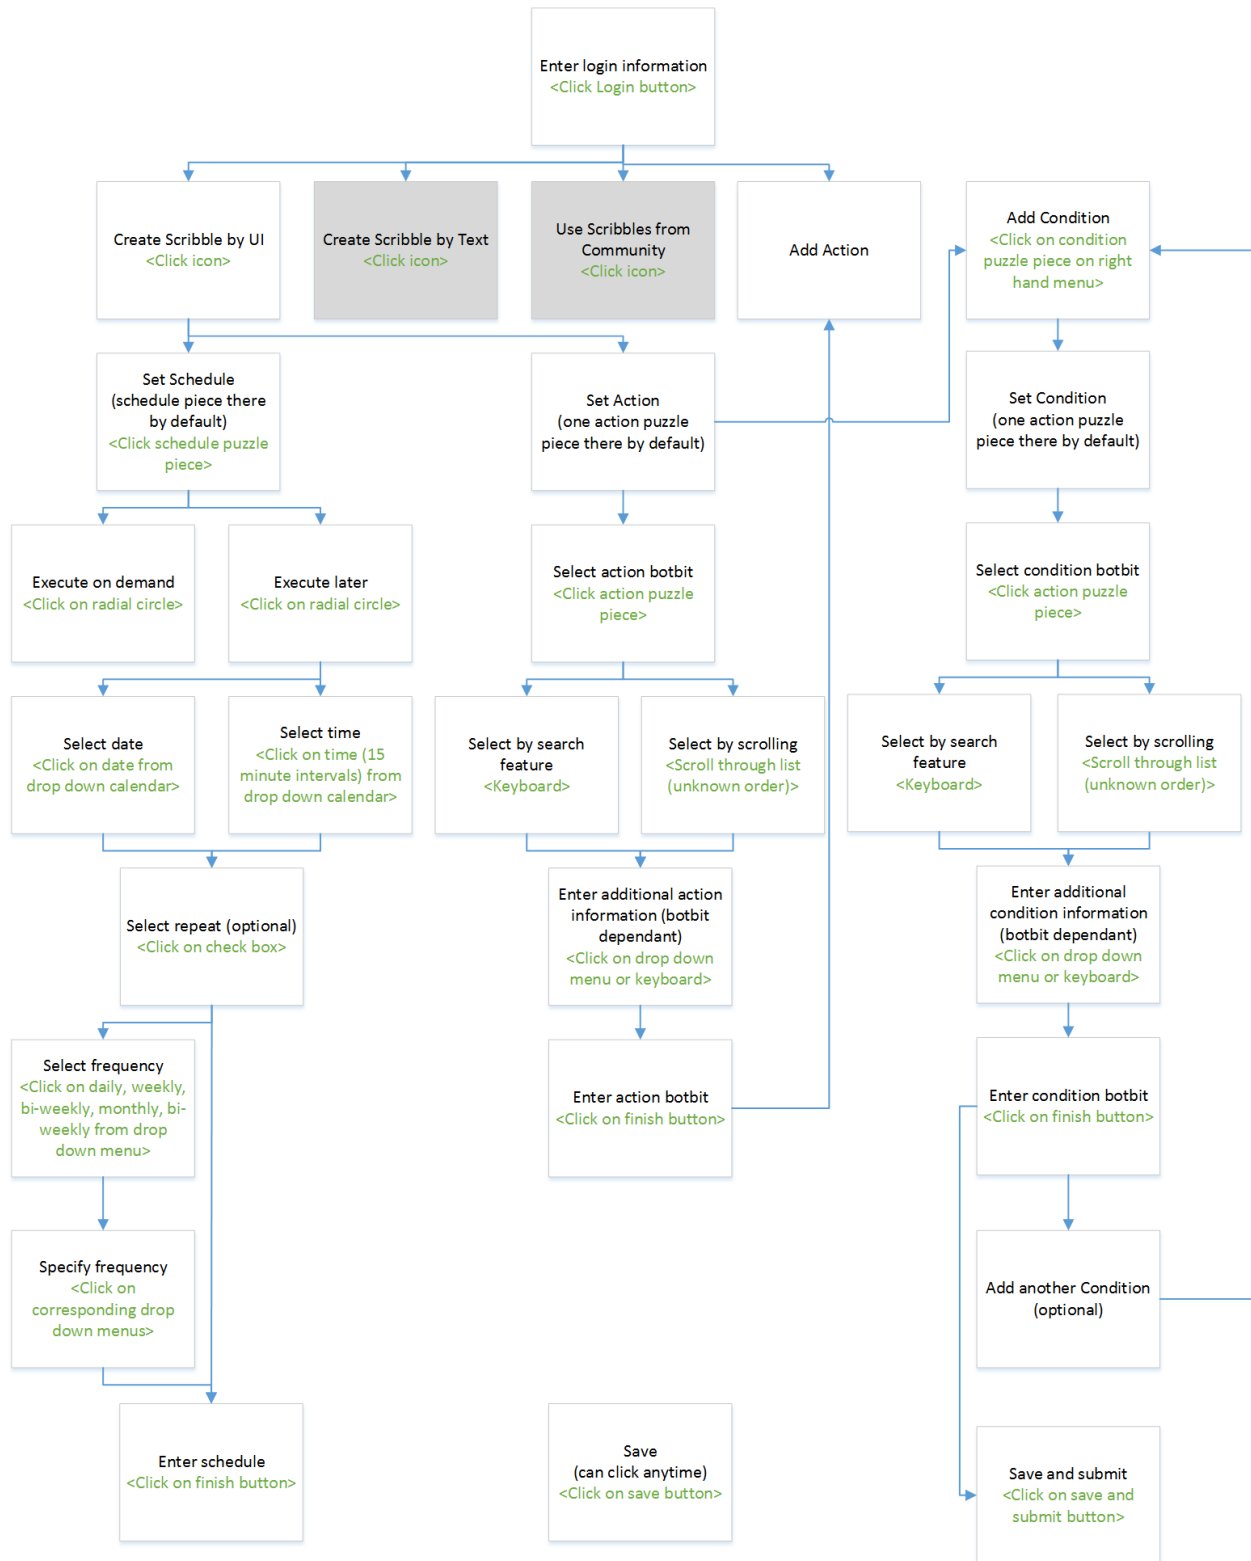 Enter login information
<Click Login button>
Create Scribble by UI
<Click icon>
Create Scribble by Text
<Click icon>
Use Scribbles from
Community
<Click icon>
Add Action
Add Condition
<Click on condition
puzzle piece on right
hand menu>
Set Schedule
(schedule piece there
by default)
<Click schedule puzzle
piece>
Set Action
(one action puzzle
piece there by default)
Set Condition
(one action puzzle
piece there by default)
Execute on demand
<Click on radial circle>
Execute later
<Click on radial circle>
Select action botbit
<Click action puzzle
piece>
Select condition botbit
<Click action puzzle
piece>
Select date
<Click on date from
drop down calendar>
Select time
<Click on time (15
minute intervals) from
drop down calendar>
Select by search
feature
<Keyboard>
Select by scrolling
<Scroll through list
(unknown order)>
Select by search
feature
<Keyboard>
Select by scrolling
<Scroll through list
(unknown order)>
Select repeat (optional)
<Click on check box>
Enter additional action
information (botbit
dependant)
<Click on drop down
menu or keyboard>
Enter additional
condition information
(botbit dependant)
<Click on drop down
menu or keyboard>
Select frequency
<Click on daily, weekly,
bi-weekly, monthly, bi-
weekly from drop
down menu>
Enter action botbit
<Click on finish button>
Enter condition botbit
<Click on finish button>
Specify frequency
<Click on
corresponding drop
down menus>
Add another Condition
(optional)
Enter schedule
<Click on finish button>
Save
(can click anytime)
<Click on save button>
Save and submit
<Click on save and
submit button>